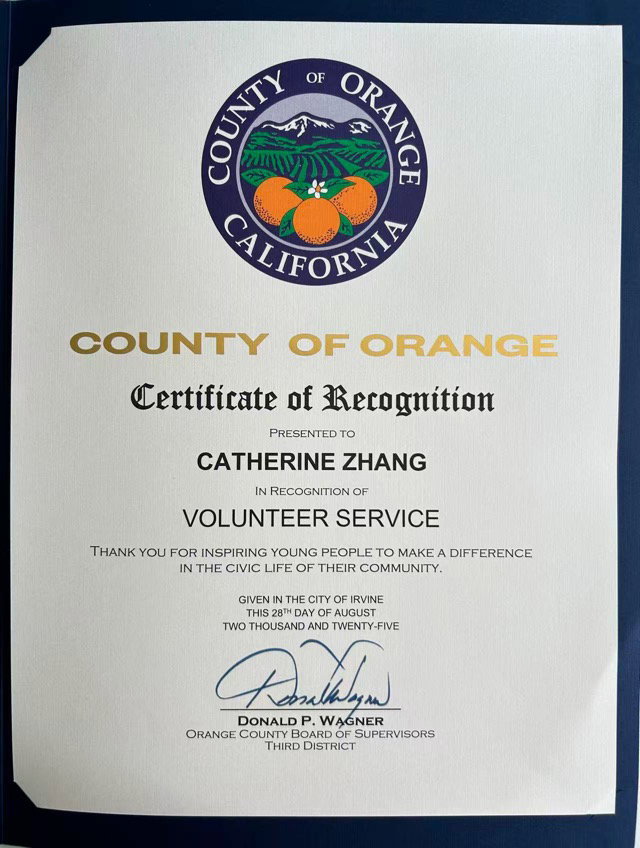 COUNTY OF ORANGE
CALIFORNIA
COUNTY OF ORANGE
Certificate of Recognition
PRESENTED TO
CATHERINE ZHANG
IN RECOGNITION OF
VOLUNTEER SERVICE
THANK YOU FOR INSPIRING YOUNG PEOPLE TO MAKE A DIFFERENCE
IN THE CIVIC LIFE OF THEIR COMMUNITY.
GIVEN IN THE CITY OF IRVINE
THIS 28TH DAY OF AUGUST
TWO THOUSAND AND TWENTY-FIVE
Donald Wagner
DONALD P. WAGNER
ORANGE COUNTY BOARD OF SUPERVISORS
THIRD DISTRICT